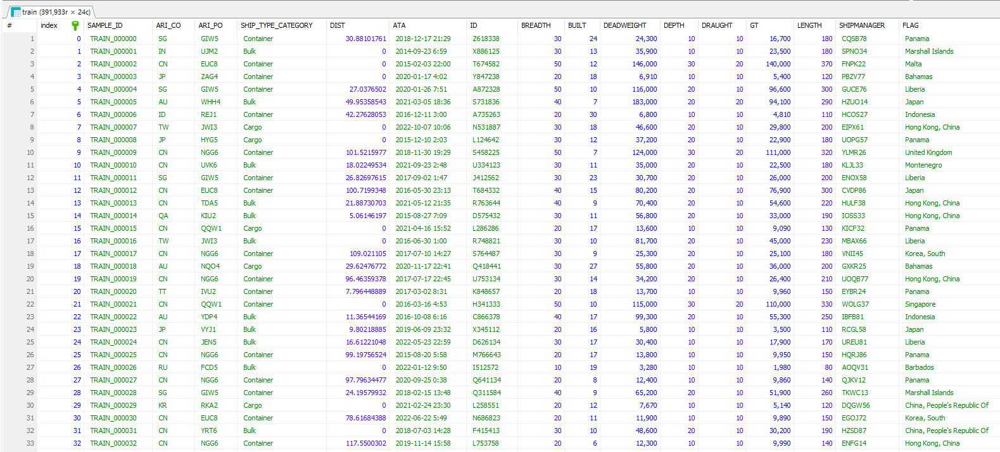 train (391,933r × 24c)
# index SAMPLE_ID ARI_CO ARI_PO SHIP_TYPE_CATEGORY DIST ATA ID BREADTH BUILT DEADWEIGHT DEPTH DRAUGHT GT LENGTH SHIPMANAGER FLAG
1 0 TRAIN_000000 SG GIW5 Container 30.88101761 2018-12-17 21:29 Z618338 30 24 24,300 10 10 16,700 180 CQSB78 Panama
2 1 TRAIN_000001 IN UJM2 Bulk 0 2014-09-23 6:59 X886125 30 13 35,900 10 10 23,500 180 SPNO34 Marshall Islands
3 2 TRAIN_000002 CN EUC8 Container 0 2015-02-03 22:00 T674582 50 12 146,000 30 20 140,000 370 FNPK22 Malta
4 3 TRAIN_000003 JP ZAG4 Container 0 2020-01-17 4:02 Y847238 20 18 6,910 10 10 5,400 120 PBZV77 Bahamas
5 4 TRAIN_000004 SG GIW5 Container 27.0376502 2020-01-26 7:51 A872328 50 10 116,000 20 10 96,600 300 GUCE76 Liberia
6 5 TRAIN_000005 AU WHH4 Bulk 49.95358543 2021-03-05 18:36 S731836 40 7 183,000 20 20 94,100 290 HZUO14 Japan
7 6 TRAIN_000006 ID REJ1 Container 42.27628053 2016-12-11 3:00 A735263 20 30 6,800 10 10 4,810 110 HCOS27 Indonesia
8 7 TRAIN_000007 TW JWI3 Cargo 0 2022-10-07 10:06 N531887 30 18 46,600 20 10 29,800 200 EIPX61 Hong Kong, China
9 8 TRAIN_000008 JP HYG5 Cargo 0 2015-12-10 2:03 L124642 30 12 37,200 20 10 22,900 180 UOPG57 Panama
10 9 TRAIN_000009 CN NGG6 Container 101.5215977 2018-11-30 19:29 S458225 50 7 124,000 30 20 111,000 320 YLMR26 United Kingdom
11 10 TRAIN_000010 CN UVK6 Bulk 18.02249534 2021-09-23 2:48 U334123 30 11 35,000 10 10 22,500 180 KLJL33 Montenegro
12 11 TRAIN_000011 SG GIW5 Container 26.82697615 2017-09-02 1:47 J412562 30 23 30,700 20 10 26,000 200 ENOX58 Liberia
13 12 TRAIN_000012 CN EUC8 Container 100.7199348 2016-05-30 23:13 T684332 40 15 80,200 20 10 76,900 300 CVDP86 Japan
14 13 TRAIN_000013 CN TDA5 Bulk 21.88730703 2021-05-12 21:35 R763644 40 9 70,400 20 10 54,600 220 HULF38 Hong Kong, China
15 14 TRAIN_000014 QA KIU2 Bulk 5.06146197 2015-08-27 7:09 D575432 30 11 56,800 20 10 33,000 190 IOSS33 Hong Kong, China
16 15 TRAIN_000015 CN QQW1 Cargo 0 2021-04-16 15:52 L286286 20 17 13,600 10 10 9,090 130 KICF32 Panama
17 16 TRAIN_000016 TW JWI3 Bulk 0 2016-06-30 1:00 R748821 30 10 81,700 20 10 45,000 230 MBAX66 Liberia
18 17 TRAIN_000017 CN NGG6 Container 109.021105 2017-07-10 14:27 S764487 30 9 25,300 20 10 25,100 180 VNII45 Korea, South
19 18 TRAIN_000018 AU NQO4 Cargo 29.62476772 2020-11-17 22:41 Q418441 30 27 55,800 20 10 36,000 200 GXKR25 Bahamas
20 19 TRAIN_000019 CN NGG6 Container 96.46359378 2017-07-17 22:45 U753134 30 14 34,200 20 10 26,400 210 UOQB77 Hong Kong, China
21 20 TRAIN_000020 TT IVU2 Container 7.796448889 2017-03-02 8:31 K848657 20 18 13,700 10 10 9,960 150 EYBR24 Panama
22 21 TRAIN_000021 CN QQW1 Container 0 2016-03-16 4:53 H341333 50 10 115,000 30 20 110,000 330 WOLG37 Singapore
23 22 TRAIN_000022 AU YDP4 Bulk 11.36544169 2016-10-08 6:16 C866378 40 17 99,300 20 10 55,300 250 IBFB81 Indonesia
24 23 TRAIN_000023 JP VYJ1 Bulk 9.80218885 2019-06-09 23:32 X345112 20 16 5,800 10 10 3,500 110 RCGL58 Japan
25 24 TRAIN_000024 CN JEN5 Bulk 16.61221048 2022-05-23 22:59 D626134 30 17 30,400 10 10 17,900 170 UREU81 Liberia
26 25 TRAIN_000025 CN NGG6 Container 99.19756524 2015-08-20 5:58 M766643 20 17 13,800 10 10 9,950 150 HQRJ86 Panama
27 26 TRAIN_000026 RU FCD5 Bulk 0 2022-01-12 9:50 I512572 10 19 3,280 10 10 1,980 80 AOQV31 Barbados
28 27 TRAIN_000027 CN NGG6 Container 97.79634477 2020-09-25 0:38 Q641134 20 8 12,400 10 10 9,860 140 QJKV12 Panama
29 28 TRAIN_000028 SG GIW5 Container 24.19579932 2018-02-15 13:48 Q311584 40 9 65,200 20 10 51,900 260 TKWC13 Marshall Islands
30 29 TRAIN_000029 KR RKA2 Cargo 0 2021-02-24 23:30 L258551 20 12 7,670 10 10 5,140 120 DQGW56 China, People's Republic Of
31 30 TRAIN_000030 CN EUC8 Container 78.61684388 2022-06-22 5:49 N686823 20 11 11,900 10 10 9,890 150 EGOJ72 Korea, South
32 31 TRAIN_000031 CN YRT6 Bulk 0 2018-07-03 14:28 F415413 30 10 48,600 20 10 30,200 190 HZSD87 China, People's Republic Of
33 32 TRAIN_000032 CN NGG6 Container 117.5500302 2019-11-14 15:58 L753758 20 6 12,300 10 10 9,990 140 ENFG14 Hong Kong, China